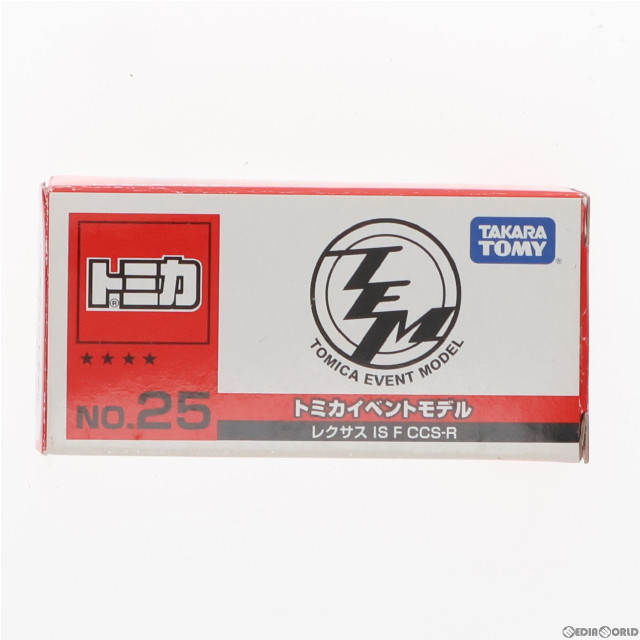 トミカ®
★★★★
NO.25
TEM
TOMICA EVENT MODEL
TAKARA
TOMY®
トミカイベントモデル
レクサス IS F CCS-R
©MEDIAWORLD